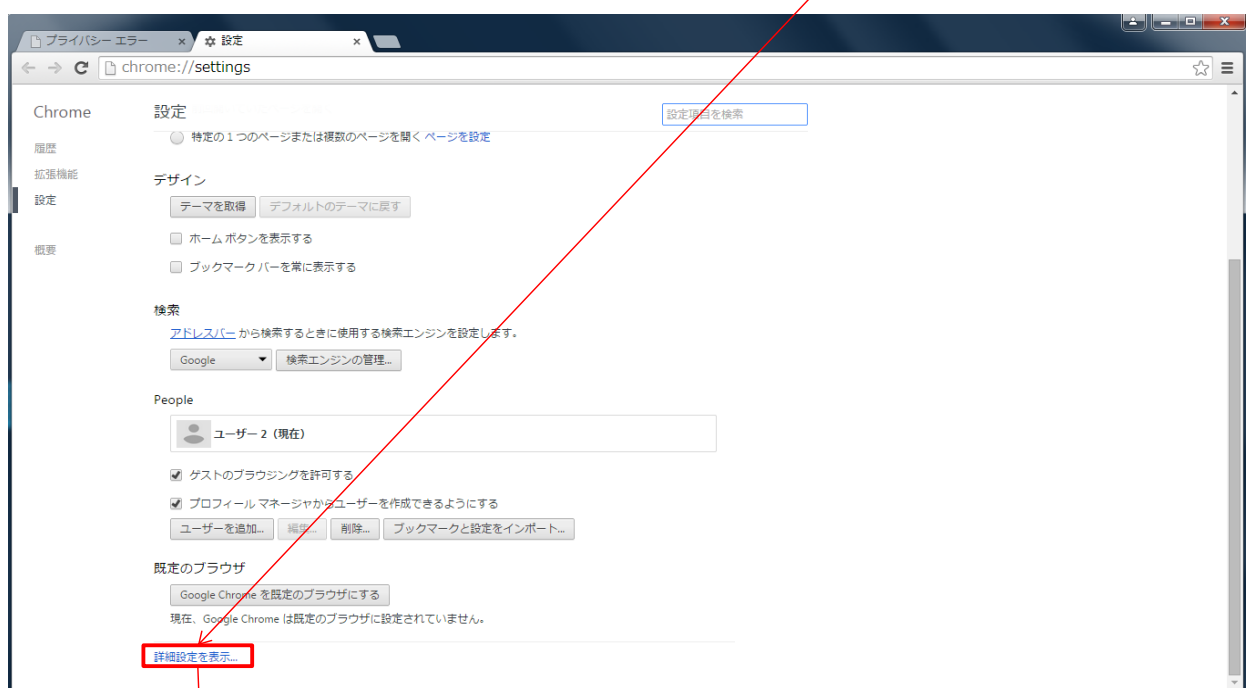 プライバシー エラー × 設定 ×
chrome://settings
Chrome
設定
設定項目を検索
履歴
拡張機能
設定
概要
特定の 1 つのページまたは複数のページを開く ページを設定
デザイン
テーマを取得 デフォルトのテーマに戻す
ホーム ボタンを表示する
ブックマーク バーを常に表示する
検索
アドレスバー から検索するときに使用する検索エンジンを設定します。
Google 検索エンジンの管理...
People
ユーザー 2（現在）
ゲストのブラウジングを許可する
プロフィール マネージャからユーザーを作成できるようにする
ユーザーを追加... 編集... 削除... ブックマークと設定をインポート...
既定のブラウザ
Google Chrome を既定のブラウザにする
現在、Google Chrome は既定のブラウザに設定されていません。
詳細設定を表示...